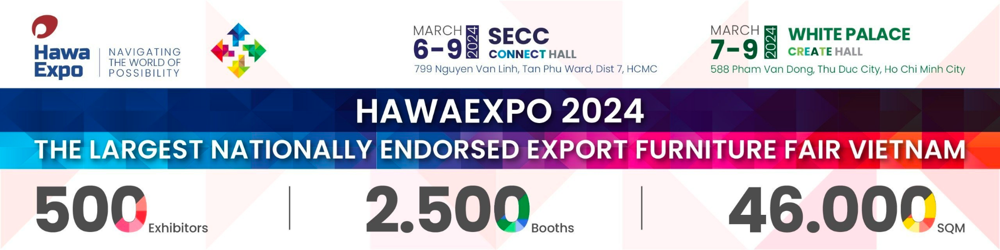 Hawa
Expo
NAVIGATING
THE WORLD OF
POSSIBILITY
MARCH
6-9
2024
SECC
CONNECT HALL
799 Nguyen Van Linh, Tan Phu Ward, Dist 7, HCMC
MARCH
7-9
2024
WHITE PALACE
CREATE HALL
588 Pham Van Dong, Thu Duc City, Ho Chi Minh City
HAWAEXPO 2024
THE LARGEST NATIONALLY ENDORSED EXPORT FURNITURE FAIR VIETNAM
500 Exhibitors
2.500 Booths
46.000 SQM